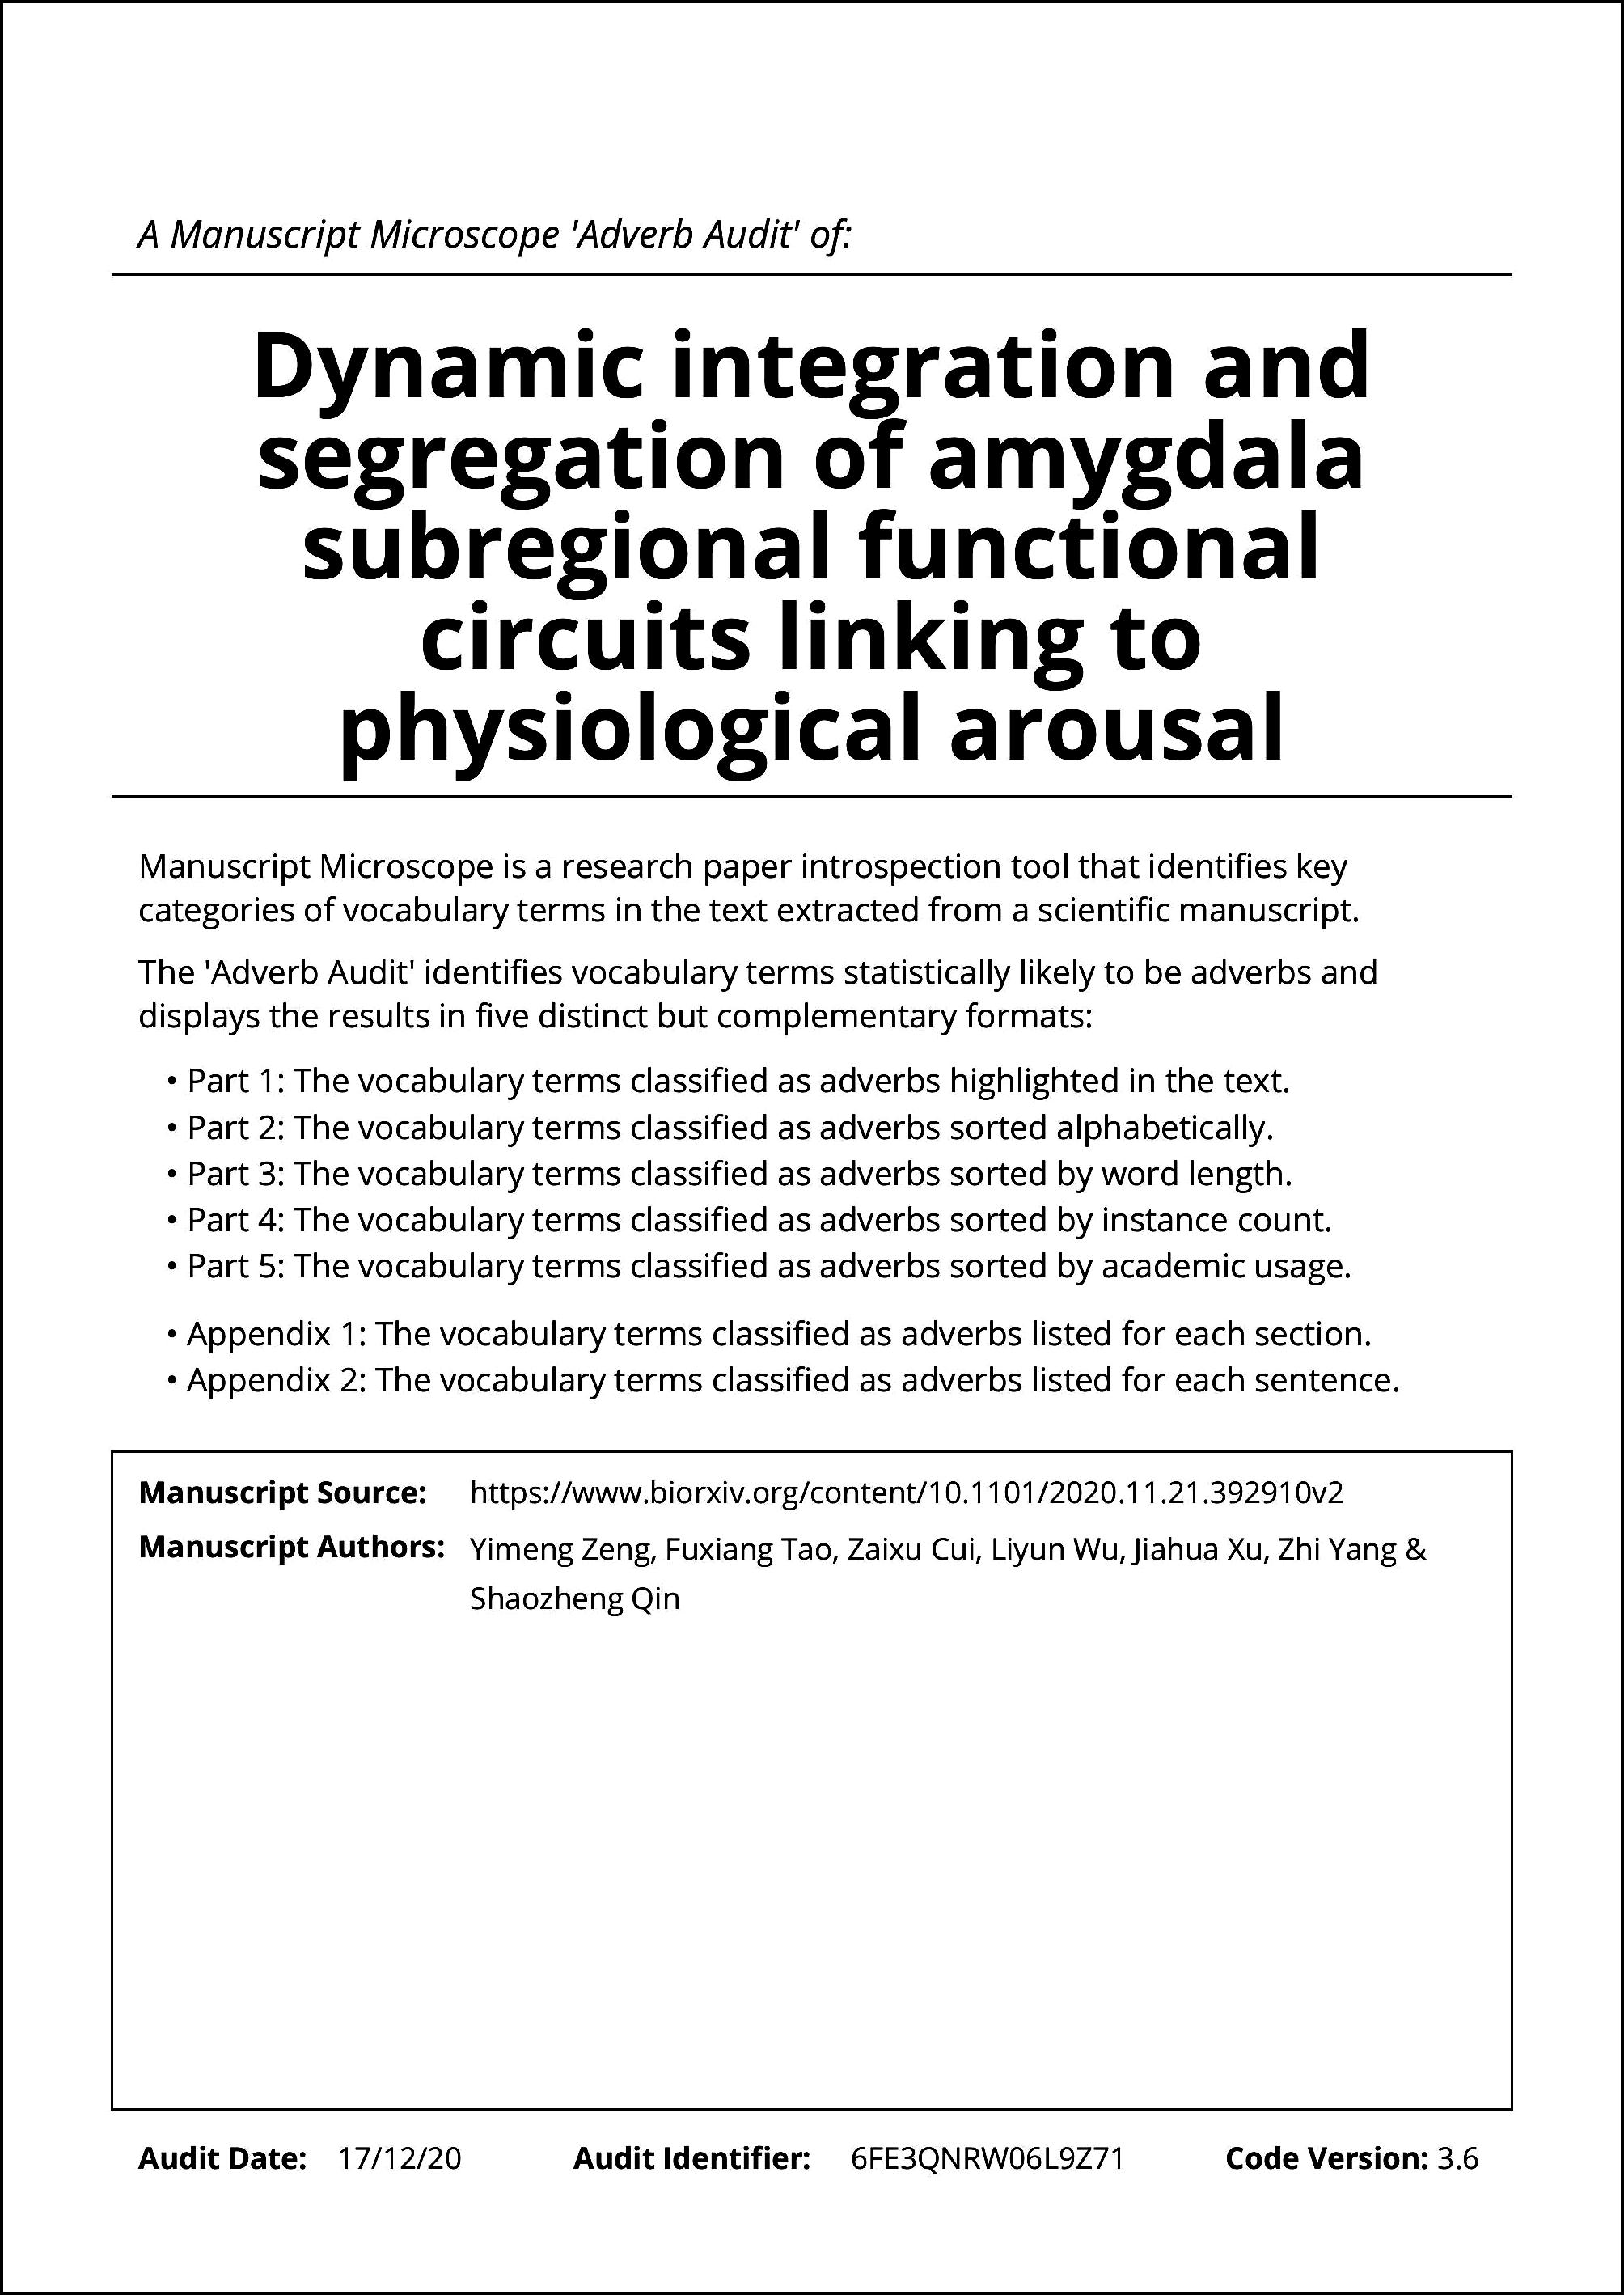 A Manuscript Microscope 'Adverb Audit' of:
Dynamic integration and
segregation of amygdala
subregional functional
circuits linking to
physiological arousal
Manuscript Microscope is a research paper introspection tool that identifies key
categories of vocabulary terms in the text extracted from a scientific manuscript.
The 'Adverb Audit' identifies vocabulary terms statistically likely to be adverbs and
displays the results in five distinct but complementary formats:
• Part 1: The vocabulary terms classified as adverbs highlighted in the text.
• Part 2: The vocabulary terms classified as adverbs sorted alphabetically.
• Part 3: The vocabulary terms classified as adverbs sorted by word length.
• Part 4: The vocabulary terms classified as adverbs sorted by instance count.
• Part 5: The vocabulary terms classified as adverbs sorted by academic usage.
• Appendix 1: The vocabulary terms classified as adverbs listed for each section.
• Appendix 2: The vocabulary terms classified as adverbs listed for each sentence.
Manuscript Source: https://www.biorxiv.org/content/10.1101/2020.11.21.392910v2
Manuscript Authors: Yimeng Zeng, Fuxiang Tao, Zaixu Cui, Liyun Wu, Jiahua Xu, Zhi Yang &
Shaozheng Qin
Audit Date: 17/12/20 Audit Identifier: 6FE3QNRW06L9Z71 Code Version: 3.6